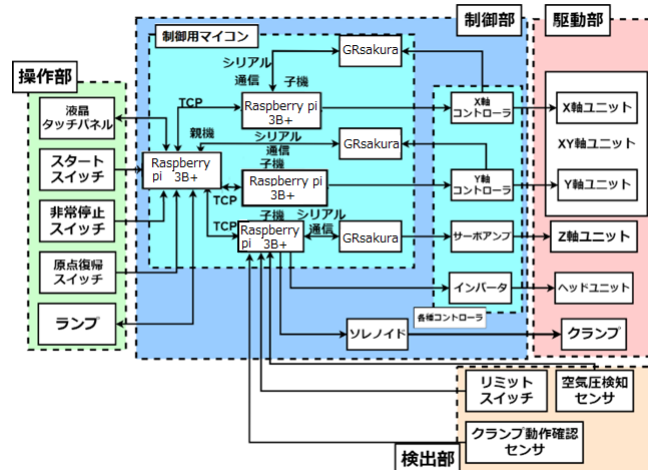 制御部
駆動部
制御用マイコン
GRsakura
操作部
シリアル
通信
子機
液晶
タッチパネル
TCP
Raspberry pi
3B+
X軸
コントローラ
X軸ユニット
XY軸ユニット
親機
シリアル
通信
GRsakura
スタート
スイッチ
Raspberry
pi 3B+
子機
Raspberry pi
3B+
Y軸
コントローラ
Y軸ユニット
TCP
非常停止
スイッチ
TCP
子機
シリアル
通信
Raspberry
pi 3B+
GRsakura
サーボアンプ
Z軸ユニット
原点復帰
スイッチ
インバータ
ヘッドユニット
各種コントローラ
ランプ
ソレノイド
クランプ
リミット
スイッチ
空気圧検知
センサ
クランプ動作確認
センサ
検出部